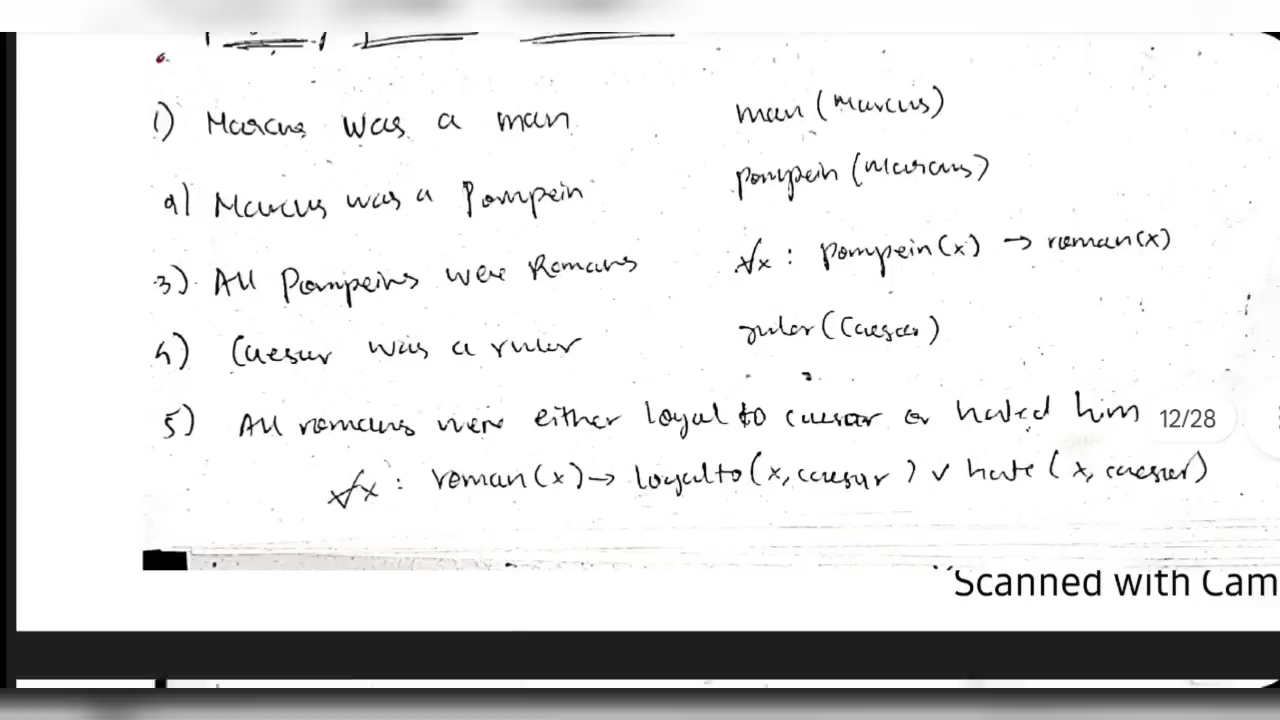 1) Marcus was a man man (Marcus)
2) Marcus was a Pompein pompein (Marcus)
3) All Pompeins were Romans ∀x : pompein(x) → roman(x)
4) Caesar was a ruler ruler (Caesar)
5) All romans were either loyal to caesar or hated him 12/28
∀x : roman(x) → loyalto(x, caesar) ∨ hate(x, caesar)
"Scanned with Cam